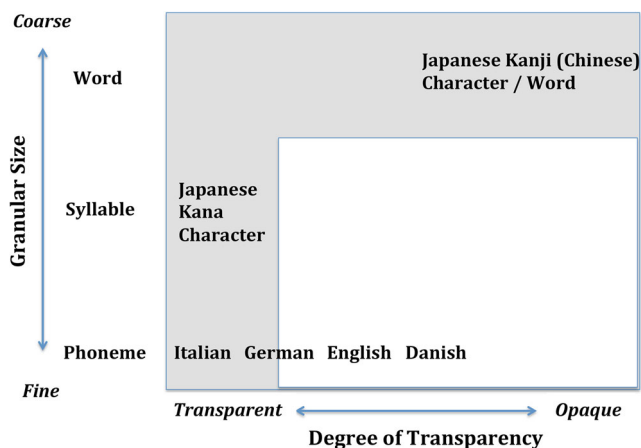 Coarse
Word
Japanese Kanji (Chinese)
Character / Word
Granular Size
Syllable
Japanese
Kana
Character
Phoneme Italian German English Danish
Fine
Transparent Opaque
Degree of Transparency